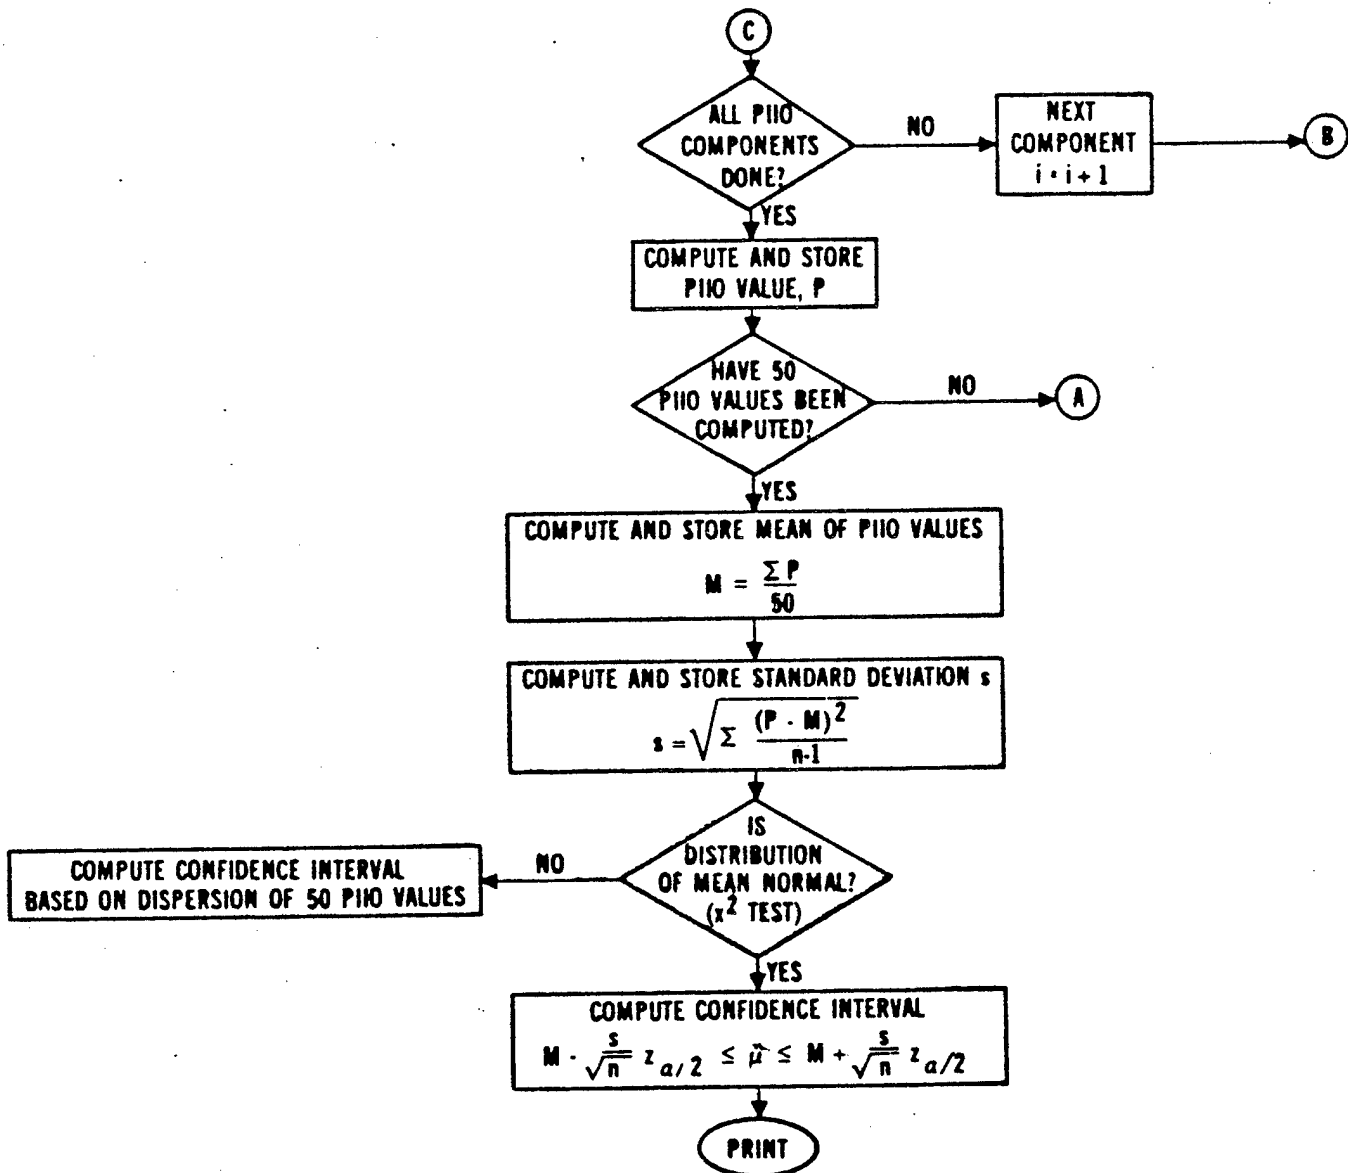 C
ALL P110
COMPONENTS
DONE?
NO
NEXT
COMPONENT
i = i + 1
B
YES
COMPUTE AND STORE
P110 VALUE, P
HAVE 50
P110 VALUES BEEN
COMPUTED?
NO
A
YES
COMPUTE AND STORE MEAN OF P110 VALUES
M = ΣP / 50
COMPUTE AND STORE STANDARD DEVIATION s
s = √(Σ (P - M)² / n-1)
IS
DISTRIBUTION
OF MEAN NORMAL?
(x² TEST)
NO
COMPUTE CONFIDENCE INTERVAL
BASED ON DISPERSION OF 50 P110 VALUES
YES
COMPUTE CONFIDENCE INTERVAL
M - s/√n z a/2 ≤ μ̂ ≤ M + s/√n z a/2
PRINT